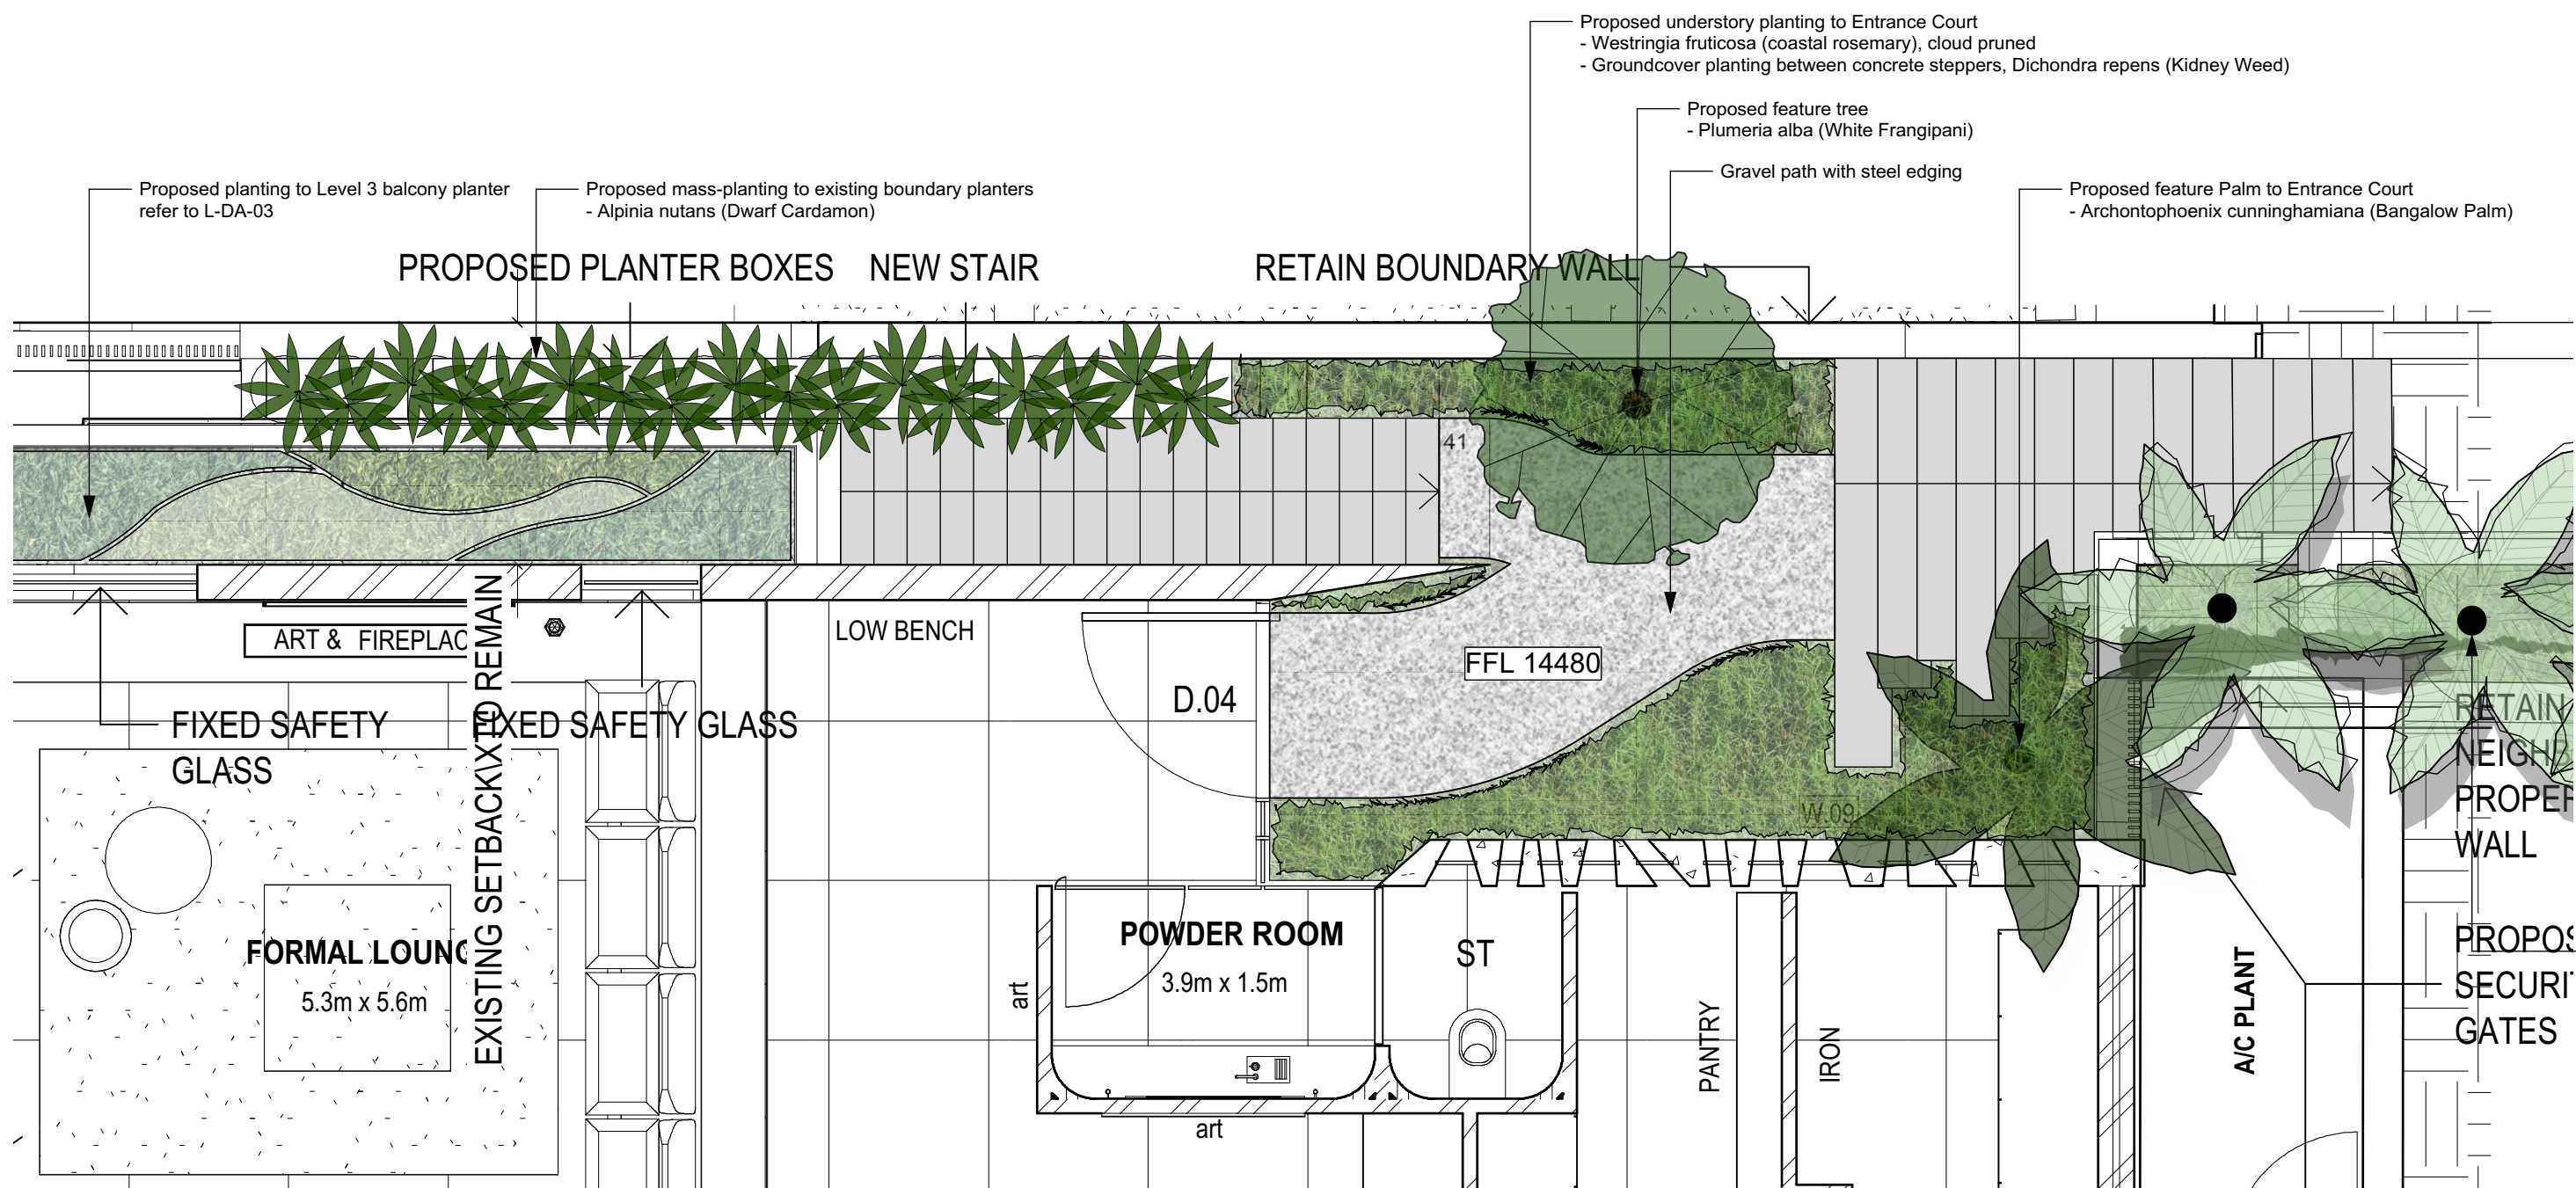 Proposed understory planting to Entrance Court
- Westringia fruticosa (coastal rosemary), cloud pruned
- Groundcover planting between concrete steppers, Dichondra repens (Kidney Weed)
Proposed feature tree
- Plumeria alba (White Frangipani)
Gravel path with steel edging
Proposed planting to Level 3 balcony planter
refer to L-DA-03
Proposed mass-planting to existing boundary planters
- Alpinia nutans (Dwarf Cardamon)
Proposed feature Palm to Entrance Court
- Archontophoenix cunninghamiana (Bangalow Palm)
PROPOSED PLANTER BOXES
NEW STAIR
RETAIN BOUNDARY WALL
41
ART & FIREPLAC
EXISTING SETBACK\XTO REMAIN
LOW BENCH
FFL 14480
D.04
FIXED SAFETY
GLASS
FIXED SAFETY GLASS
W.09
RETAIN
NEIGHB
PROPER
WALL
FORMAL LOUNG
5.3m x 5.6m
POWDER ROOM
3.9m x 1.5m
art
art
ST
PANTRY
IRON
A/C PLANT
PROPOS
SECURIT
GATES